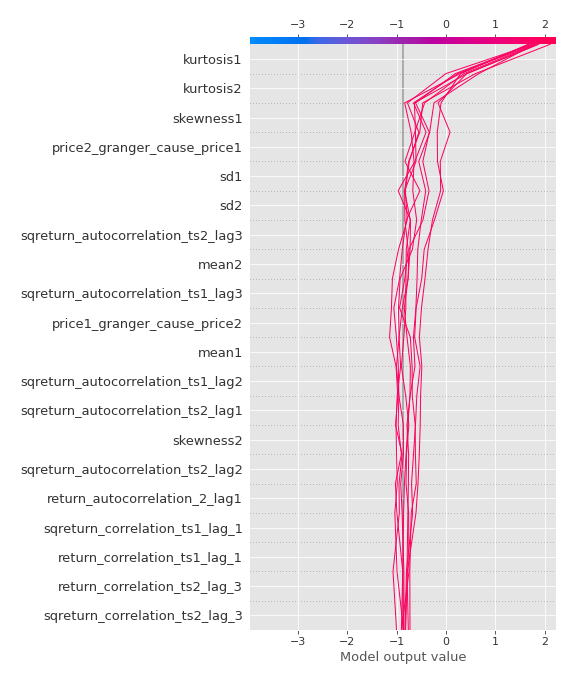 −3 −2 −1 0 1 2
kurtosis1
kurtosis2
skewness1
price2_granger_cause_price1
sd1
sd2
sqreturn_autocorrelation_ts2_lag3
mean2
sqreturn_autocorrelation_ts1_lag3
price1_granger_cause_price2
mean1
sqreturn_autocorrelation_ts1_lag2
sqreturn_autocorrelation_ts2_lag1
skewness2
sqreturn_autocorrelation_ts2_lag2
return_autocorrelation_2_lag1
sqreturn_correlation_ts1_lag_1
return_correlation_ts1_lag_1
return_correlation_ts2_lag_3
sqreturn_correlation_ts2_lag_3
−3 −2 −1 0 1 2
Model output value